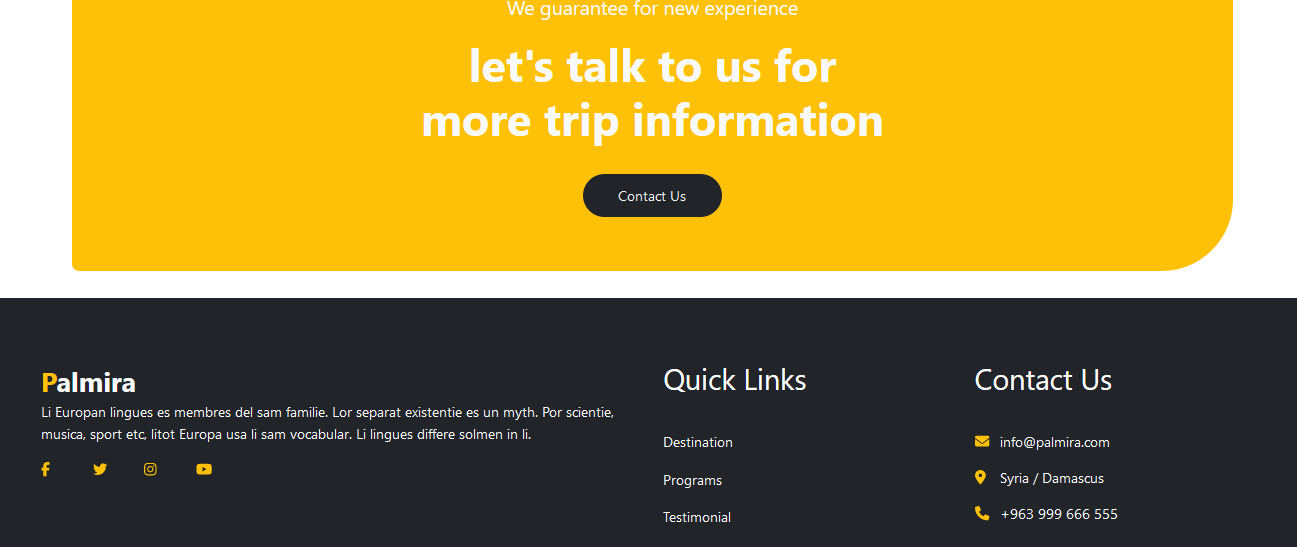 We guarantee for new experience
let's talk to us for
more trip information
Contact Us
Palmira
Li Europan lingues es membres del sam familie. Lor separat existentie es un myth. Por scientie,
musica, sport etc, litot Europa usa li sam vocabular. Li lingues differe solmen in li.
Quick Links
Destination
Programs
Testimonial
Contact Us
info@palmira.com
Syria / Damascus
+963 999 666 555